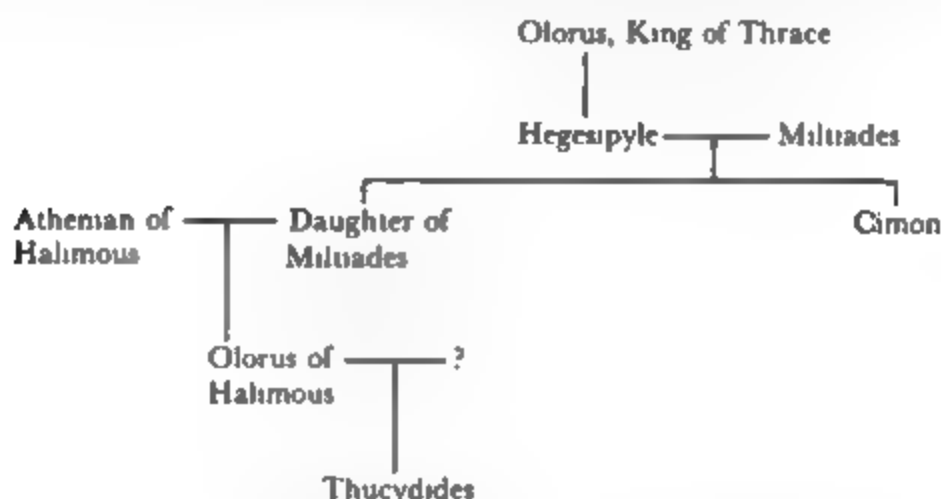 Olorus, King of Thrace
Hegesipyle
Miltiades
Athenian of
Halimous
Daughter of
Miltiades
Cimon
Olorus of
Halimous
?
Thucydides